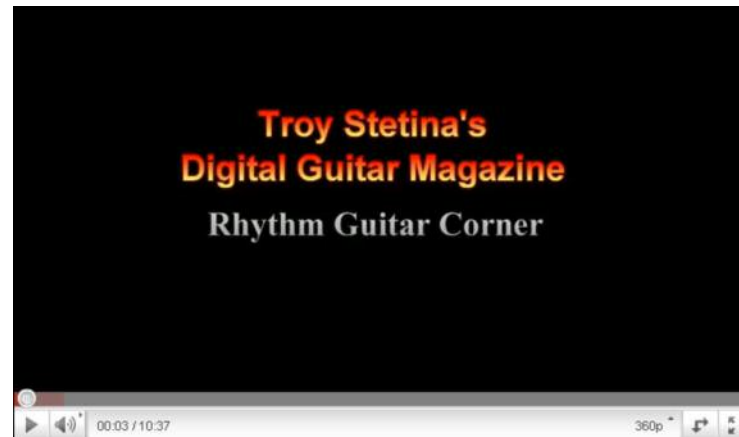 Troy Stetina's
Digital Guitar Magazine
Rhythm Guitar Corner
00:03 / 10:37 360p